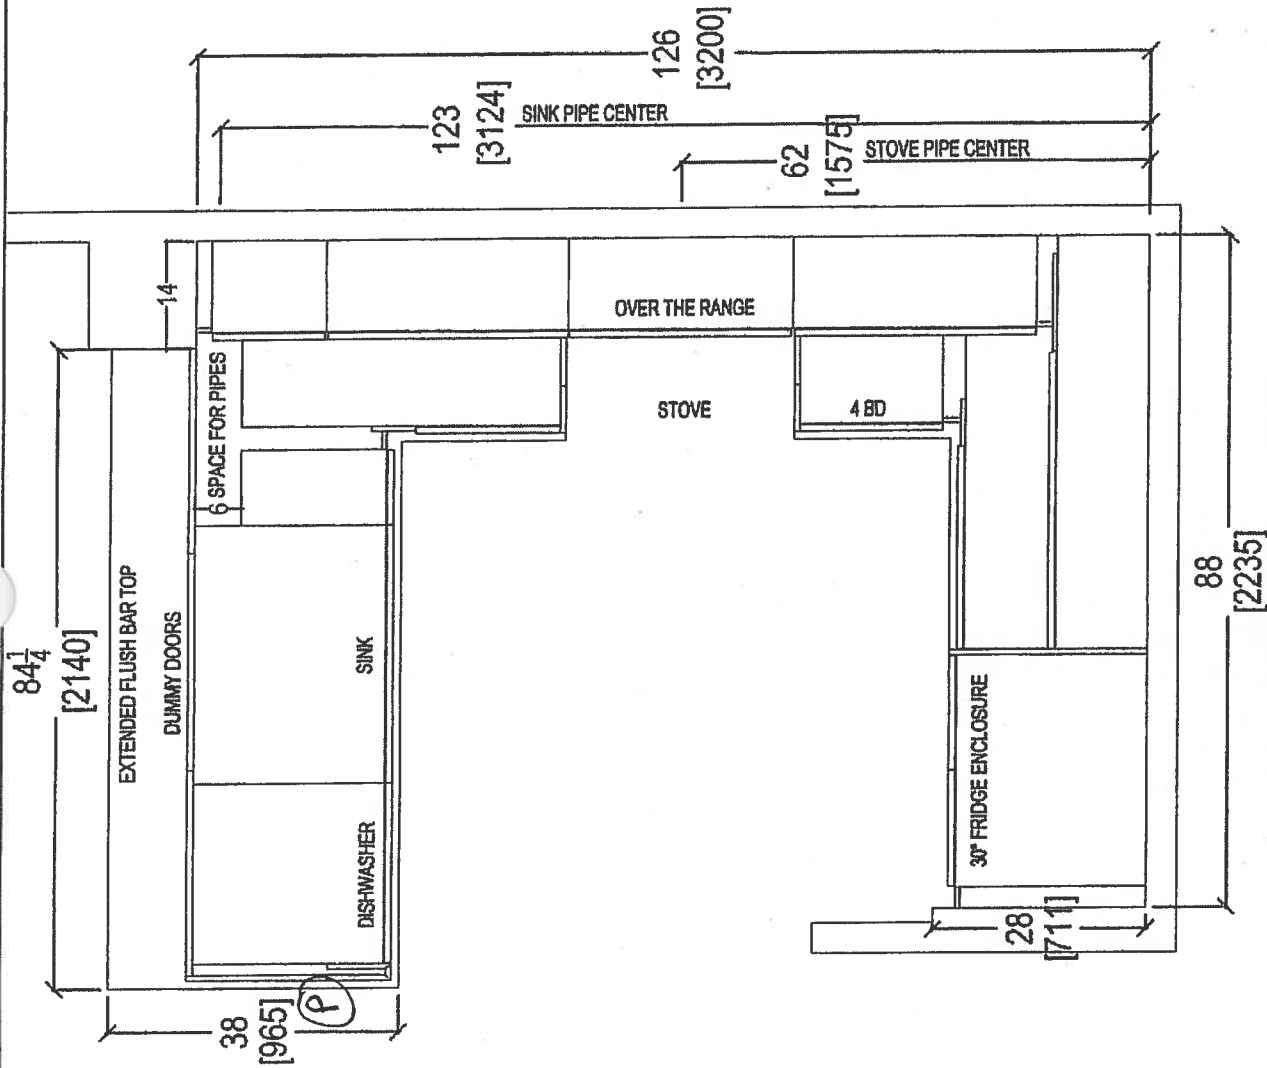 126
[3200]
123
[3124]
SINK PIPE CENTER
62
[1575]
STOVE PIPE CENTER
14
OVER THE RANGE
6 SPACE FOR PIPES
STOVE
4 BD
84 1/4
[2140]
EXTENDED FLUSH BAR TOP
DUMMY DOORS
SINK
DISHWASHER
88
[2235]
30" FRIDGE ENCLOSURE
28
[711]
38
[965]
P